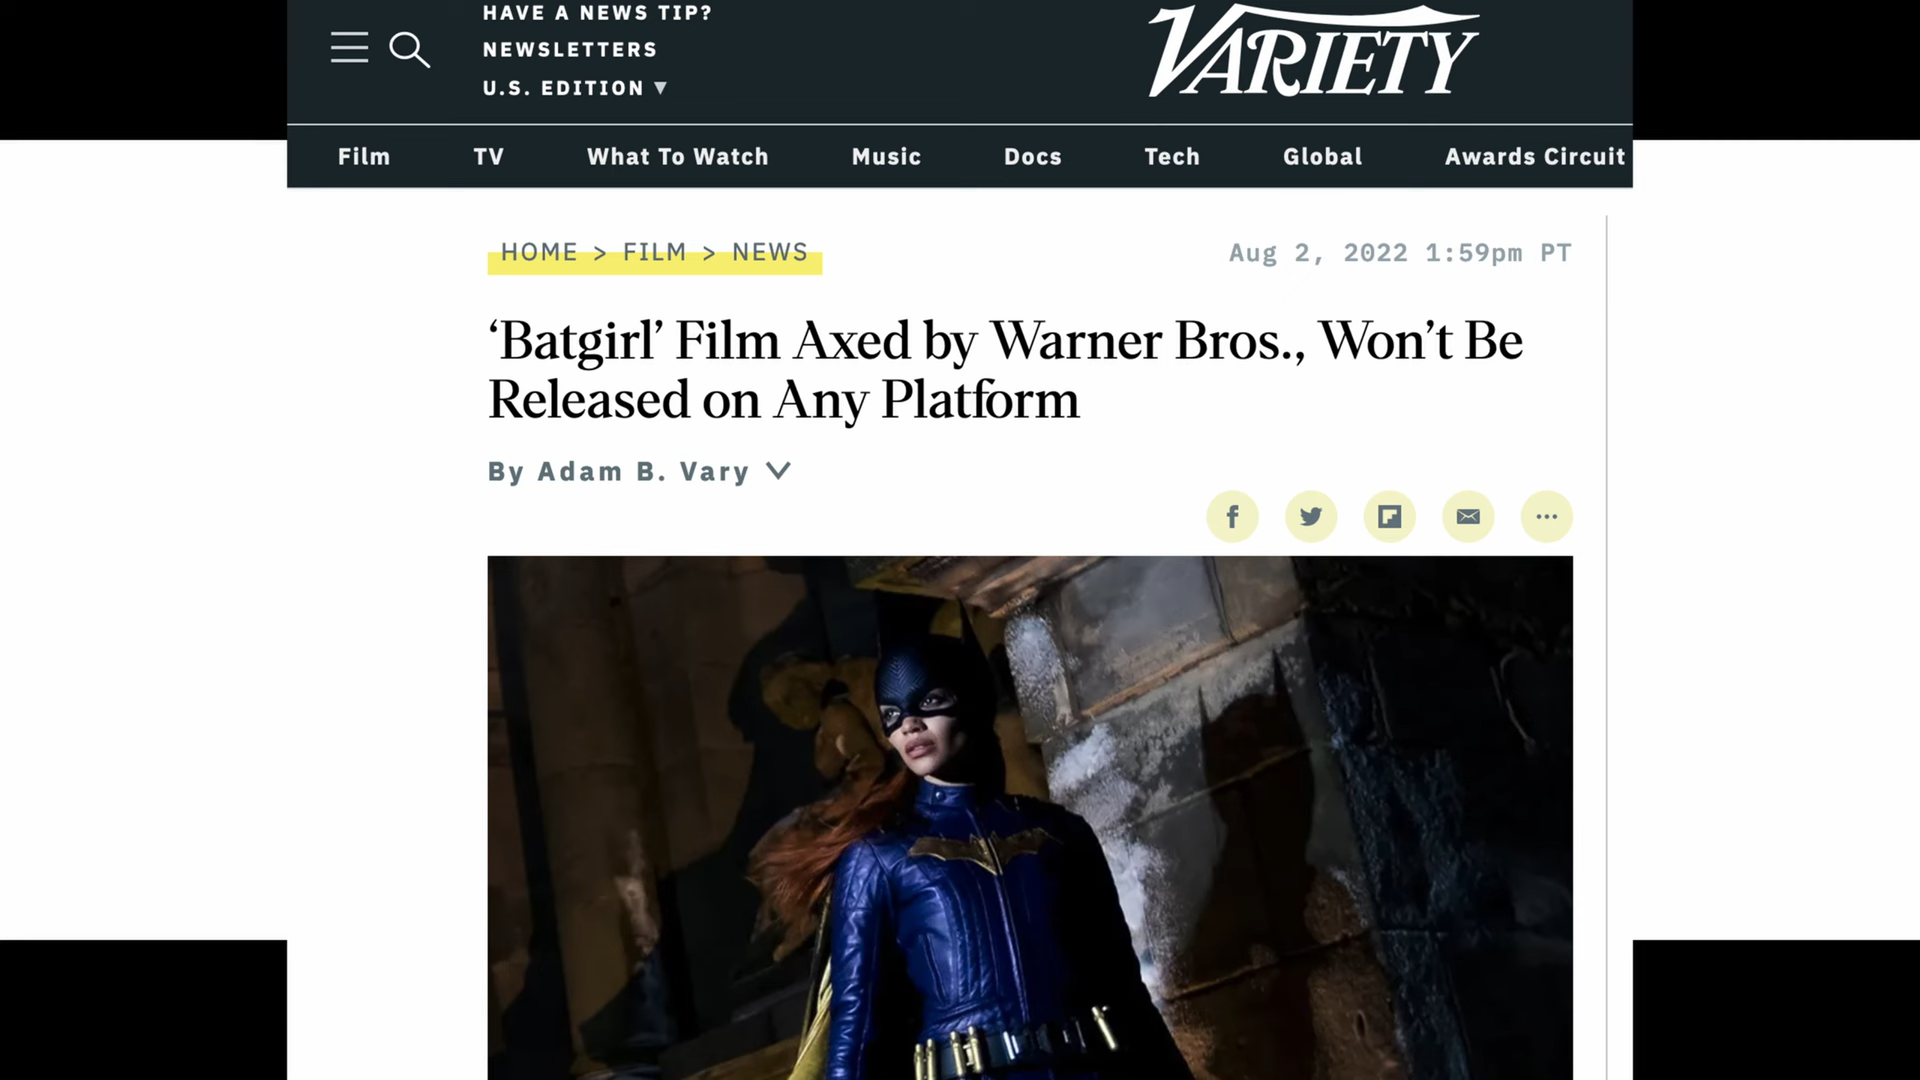 HAVE A NEWS TIP?
NEWSLETTERS
U.S. EDITION ▼
VARIETY
Film TV What To Watch Music Docs Tech Global Awards Circuit
HOME > FILM > NEWS
Aug 2, 2022 1:59pm PT
‘Batgirl’ Film Axed by Warner Bros., Won’t Be
Released on Any Platform
By Adam B. Vary